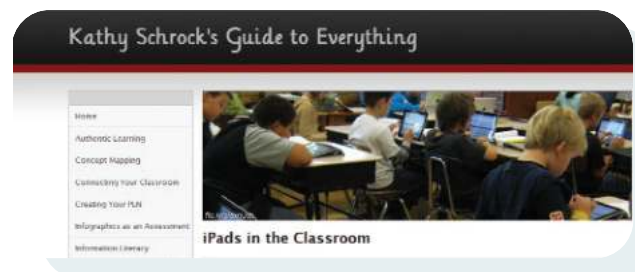 Kathy Schrock's Guide to Everything
Home
Authentic Learning
Concept Mapping
Connecting Your Classroom
Creating Your PLN
Infographics as an Assessment
Information Literacy
iPads in the Classroom